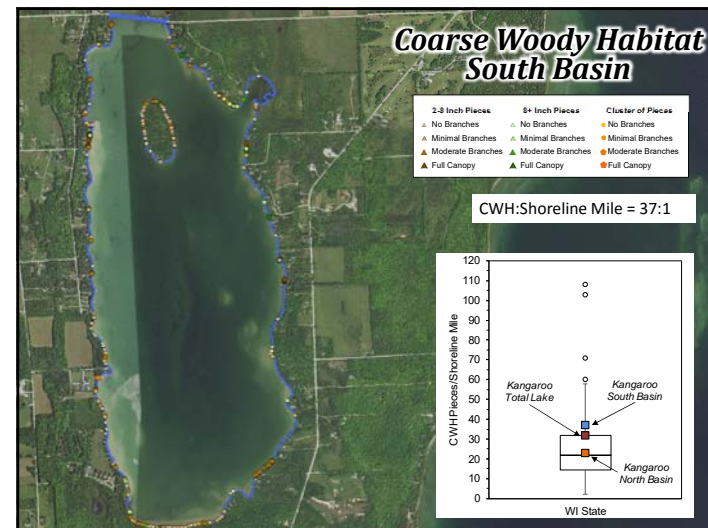 Coarse Woody Habitat
South Basin
2-8 Inch Pieces 8+ Inch Pieces Cluster of Pieces
No Branches No Branches No Branches
Minimal Branches Minimal Branches Minimal Branches
Moderate Branches Moderate Branches Moderate Branches
Full Canopy Full Canopy Full Canopy
CWH:Shoreline Mile = 37:1
CWH Pieces/Shoreline Mile
120
110
100
90
80
70
60
50
40
30
20
10
0
Kangaroo
Total Lake
Kangaroo
South Basin
Kangaroo
North Basin
WI State